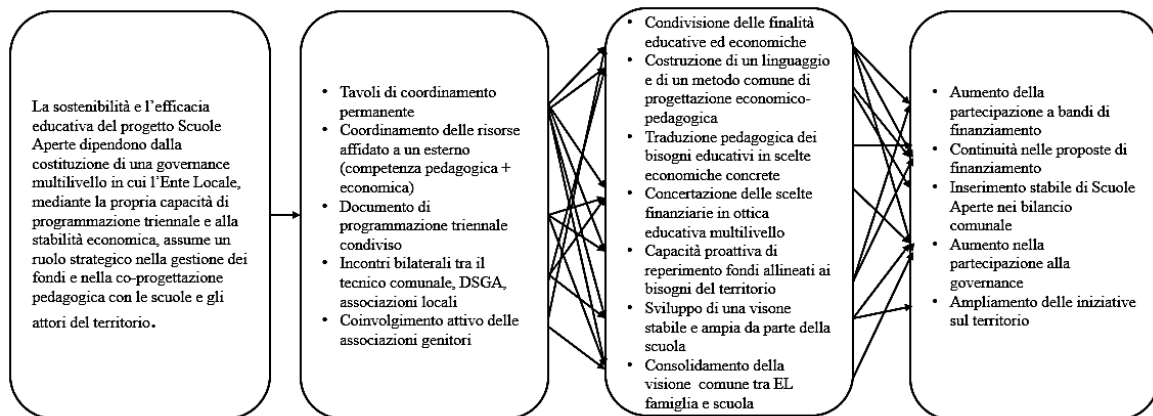 La sostenibilità e l’efficacia
educativa del progetto Scuole
Aperte dipendono dalla
costituzione di una governance
multilivello in cui l’Ente Locale,
mediante la propria capacità di
programmazione triennale e alla
stabilità economica, assume un
ruolo strategico nella gestione dei
fondi e nella co-progettazione
pedagogica con le scuole e gli
attori del territorio.
• Tavoli di coordinamento
permanente
• Coordinamento delle risorse
affidato a un esterno
(competenza pedagogica +
economica)
• Documento di
programmazione triennale
condiviso
• Incontri bilaterali tra il
tecnico comunale, DSGA,
associazioni locali
• Coinvolgimento attivo delle
associazioni genitori
• Condivisione delle finalità
educative ed economiche
• Costruzione di un linguaggio
e di un metodo comune di
progettazione economico-
pedagogica
• Traduzione pedagogica dei
bisogni educativi in scelte
economiche concrete
• Concertazione delle scelte
finanziarie in ottica
educativa multilivello
• Capacità proattiva di
reperimento fondi allineati ai
bisogni del territorio
• Sviluppo di una visone
stabile e ampia da parte della
scuola
• Consolidamento della
visione comune tra EL
famiglia e scuola
• Aumento della
partecipazione a bandi di
finanziamento
• Continuità nelle proposte di
finanziamento
• Inserimento stabile di Scuole
Aperte nei bilancio
comunale
• Aumento nella
partecipazione alla
governance
• Ampliamento delle iniziative
sul territorio